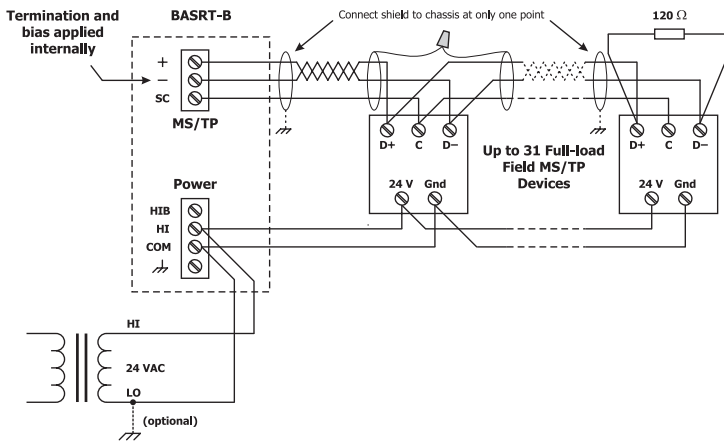 Termination and
bias applied
internally
BASRT-B
Connect shield to chassis at only one point
120 Ω
+
−
SC
MS/TP
D+ C D−
Up to 31 Full-load
Field MS/TP
Devices
D+ C D−
24 V Gnd
24 V Gnd
Power
HIB
HI
COM
HI
24 VAC
LO
(optional)